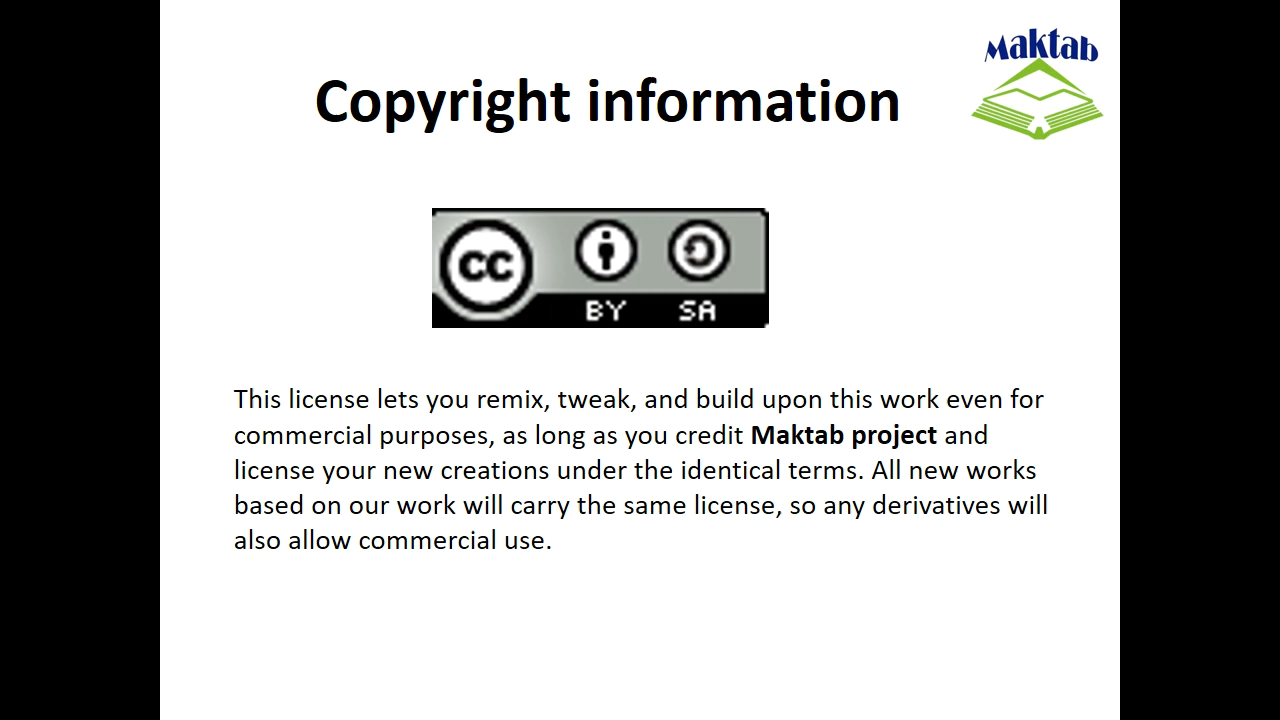 Maktab
Copyright information
CC
BY SA
This license lets you remix, tweak, and build upon this work even for
commercial purposes, as long as you credit Maktab project and
license your new creations under the identical terms. All new works
based on our work will carry the same license, so any derivatives will
also allow commercial use.